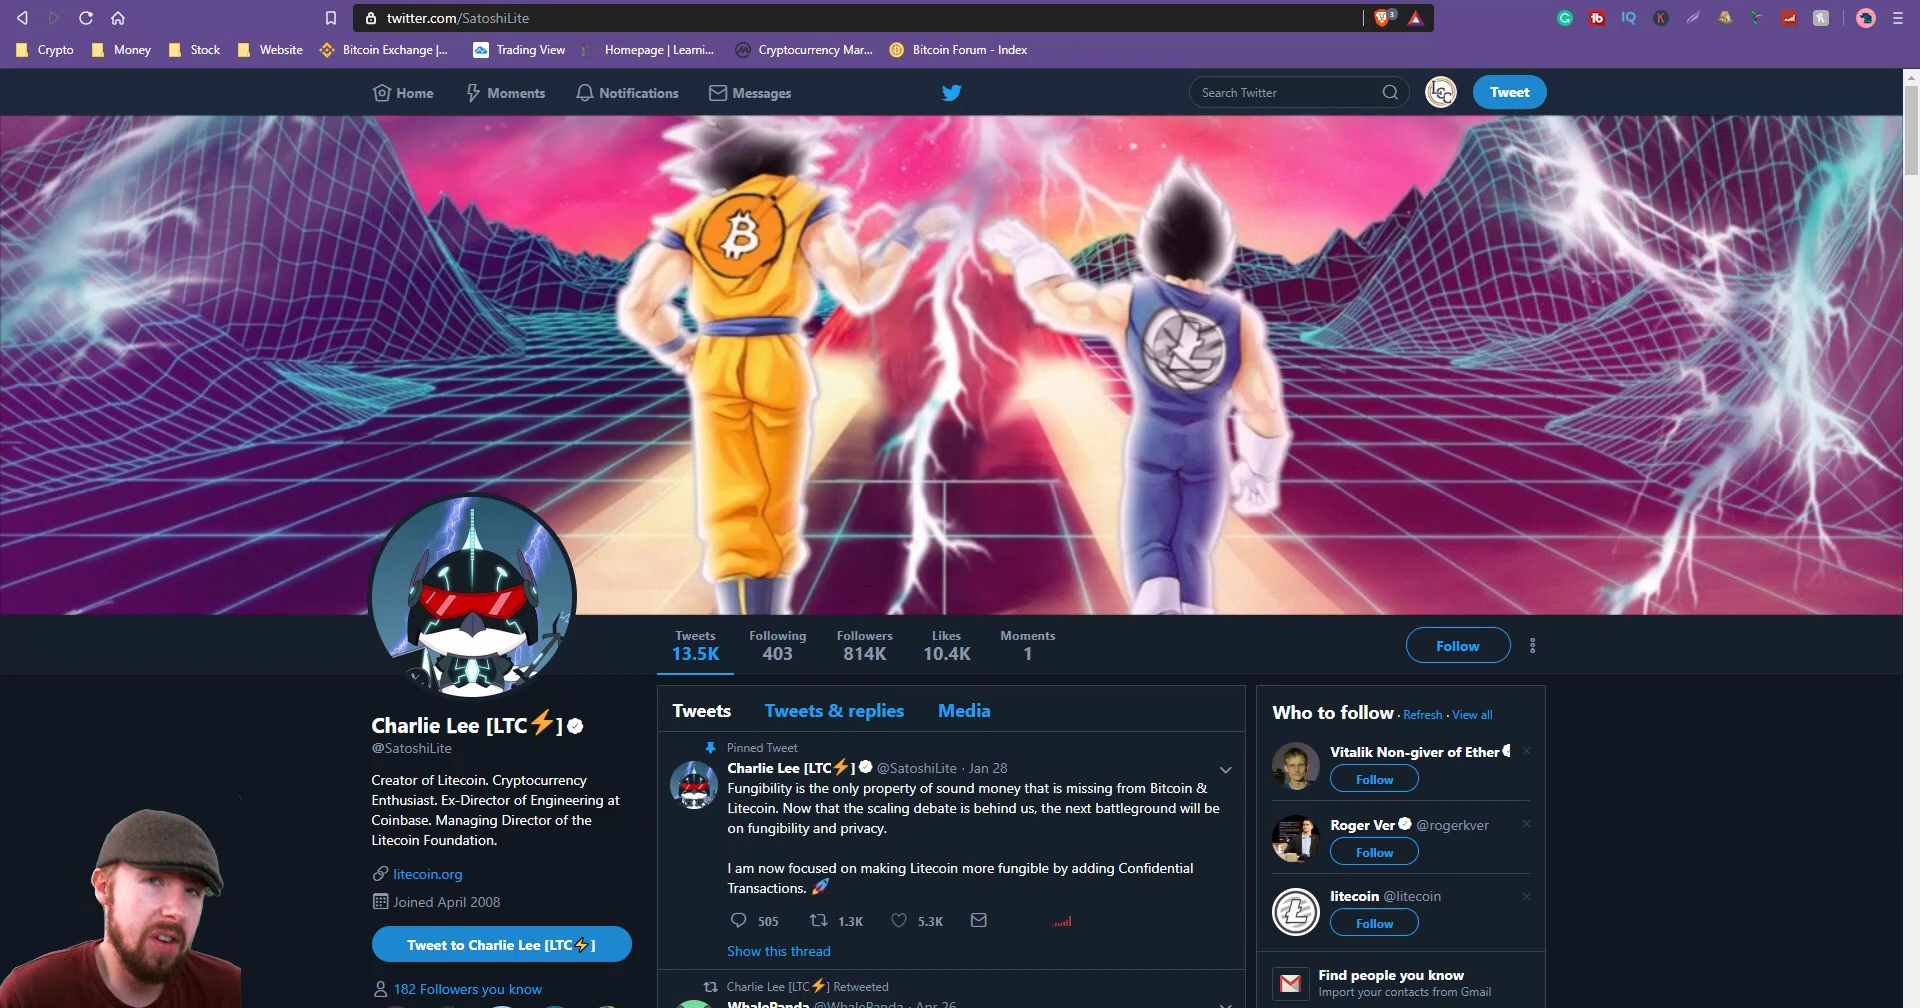 twitter.com/SatoshiLite
3
Crypto
Money
Stock
Website
Bitcoin Exchange |...
Trading View
Homepage | Learni...
Cryptocurrency Mar...
Bitcoin Forum - Index
Home
Moments
Notifications
Messages
Search Twitter
LCC
Tweet
Tweets
13.5K
Following
403
Followers
814K
Likes
10.4K
Moments
1
Follow
Charlie Lee [LTC⚡]
@SatoshiLite
Creator of Litecoin. Cryptocurrency
Enthusiast. Ex-Director of Engineering at
Coinbase. Managing Director of the
Litecoin Foundation.
litecoin.org
Joined April 2008
Tweet to Charlie Lee [LTC⚡]
182 Followers you know
Tweets
Tweets & replies
Media
Pinned Tweet
Charlie Lee [LTC⚡] @SatoshiLite · Jan 28
Fungibility is the only property of sound money that is missing from Bitcoin &
Litecoin. Now that the scaling debate is behind us, the next battleground will be
on fungibility and privacy.
I am now focused on making Litecoin more fungible by adding Confidential
Transactions. 🚀
505
1.3K
5.3K
Show this thread
Charlie Lee [LTC⚡] Retweeted
WhalePanda @WhalePanda · Apr 26
Who to follow · Refresh · View all
Vitalik Non-giver of Ether
Follow
Roger Ver @rogerkver
Follow
litecoin @litecoin
Follow
Find people you know
Import your contacts from Gmail